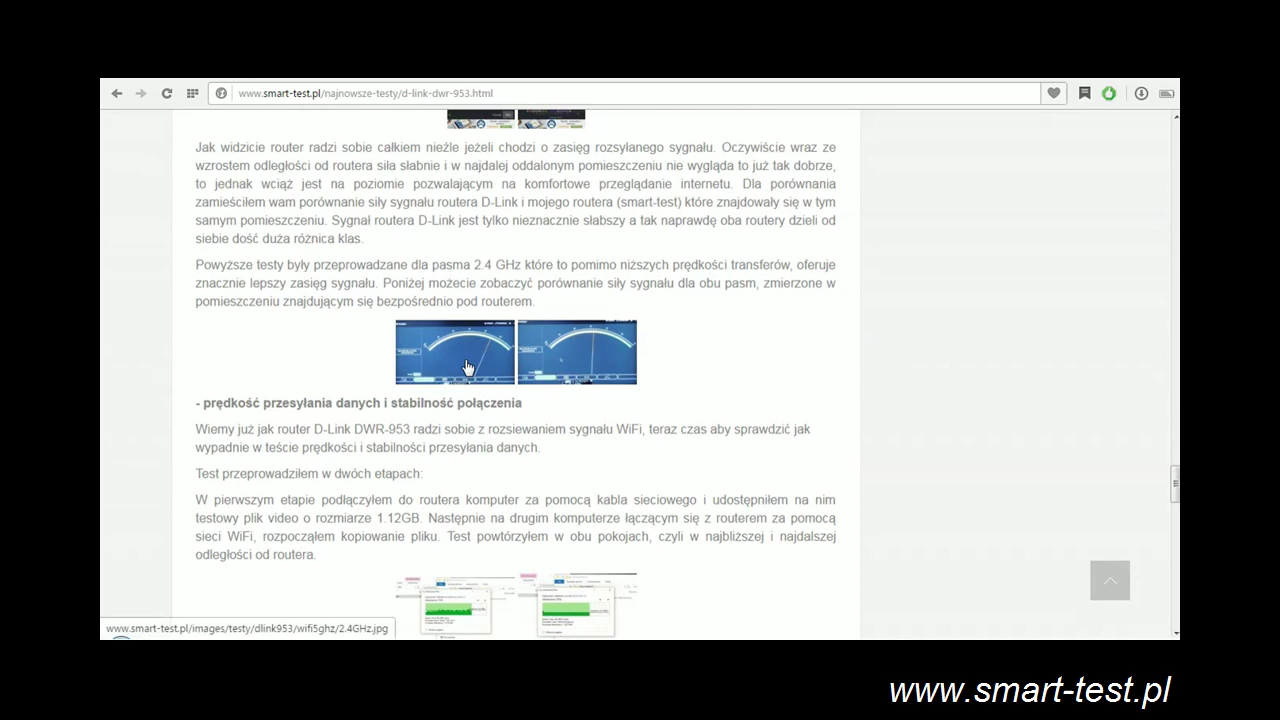 www.smart-test.pl/najnowsze-testy/d-link-dwr-953.html
Jak widzicie router radzi sobie całkiem nieźle jeżeli chodzi o zasięg rozsyłanego sygnału. Oczywiście wraz ze
wzrostem odległości od routera siła słabnie i w najdalej oddalonym pomieszczeniu nie wygląda to już tak dobrze,
to jednak wciąż jest na poziomie pozwalającym na komfortowe przeglądanie internetu. Dla porównania
zamieściłem wam porównanie siły sygnału routera D-Link i mojego routera (smart-test) które znajdowały się w tym
samym pomieszczeniu. Sygnał routera D-Link jest tylko nieznacznie słabszy a tak naprawdę oba routery dzieli od
siebie dość duża różnica klas.
Powyższe testy były przeprowadzane dla pasma 2.4 GHz które to pomimo niższych prędkości transferów, oferuje
znacznie lepszy zasięg sygnału. Poniżej możecie zobaczyć porównanie siły sygnału dla obu pasm, zmierzone w
pomieszczeniu znajdującym się bezpośrednio pod routerem.
- prędkość przesyłania danych i stabilność połączenia
Wiemy już jak router D-Link DWR-953 radzi sobie z rozsiewaniem sygnału WiFi, teraz czas aby sprawdzić jak
wypadnie w teście prędkości i stabilności przesyłania danych.
Test przeprowadziłem w dwóch etapach:
W pierwszym etapie podłączyłem do routera komputer za pomocą kabla sieciowego i udostępniłem na nim
testowy plik video o rozmiarze 1.12GB. Następnie na drugim komputerze łączącym się z routerem za pomocą
sieci WiFi, rozpocząłem kopiowanie pliku. Test powtórzyłem w obu pokojach, czyli w najbliższej i najdalszej
odległości od routera.
www.smart-test.pl/images/testy/dlink953/wifi5ghz/2.4GHz.jpg
www.smart-test.pl